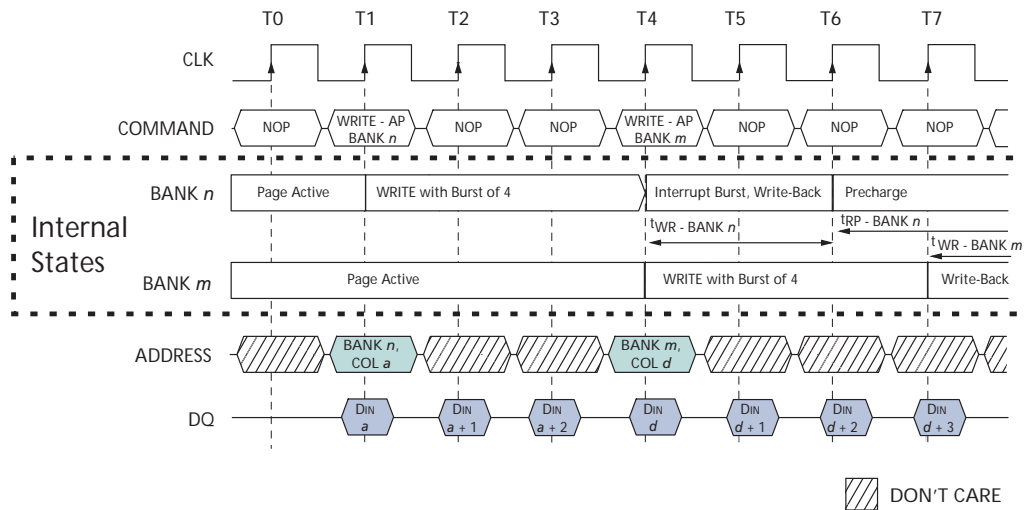 T0 T1 T2 T3 T4 T5 T6 T7
CLK
COMMAND NOP WRITE - AP BANK n NOP NOP WRITE - AP BANK m NOP NOP NOP
Internal States
BANK n Page Active WRITE with Burst of 4 Interrupt Burst, Write-Back Precharge
tWR - BANK n tRP - BANK n
tWR - BANK m
BANK m Page Active WRITE with Burst of 4 Write-Back
ADDRESS BANK n, COL a BANK m, COL d
DQ DIN a DIN a + 1 DIN a + 2 DIN d DIN d + 1 DIN d + 2 DIN d + 3
DON'T CARE